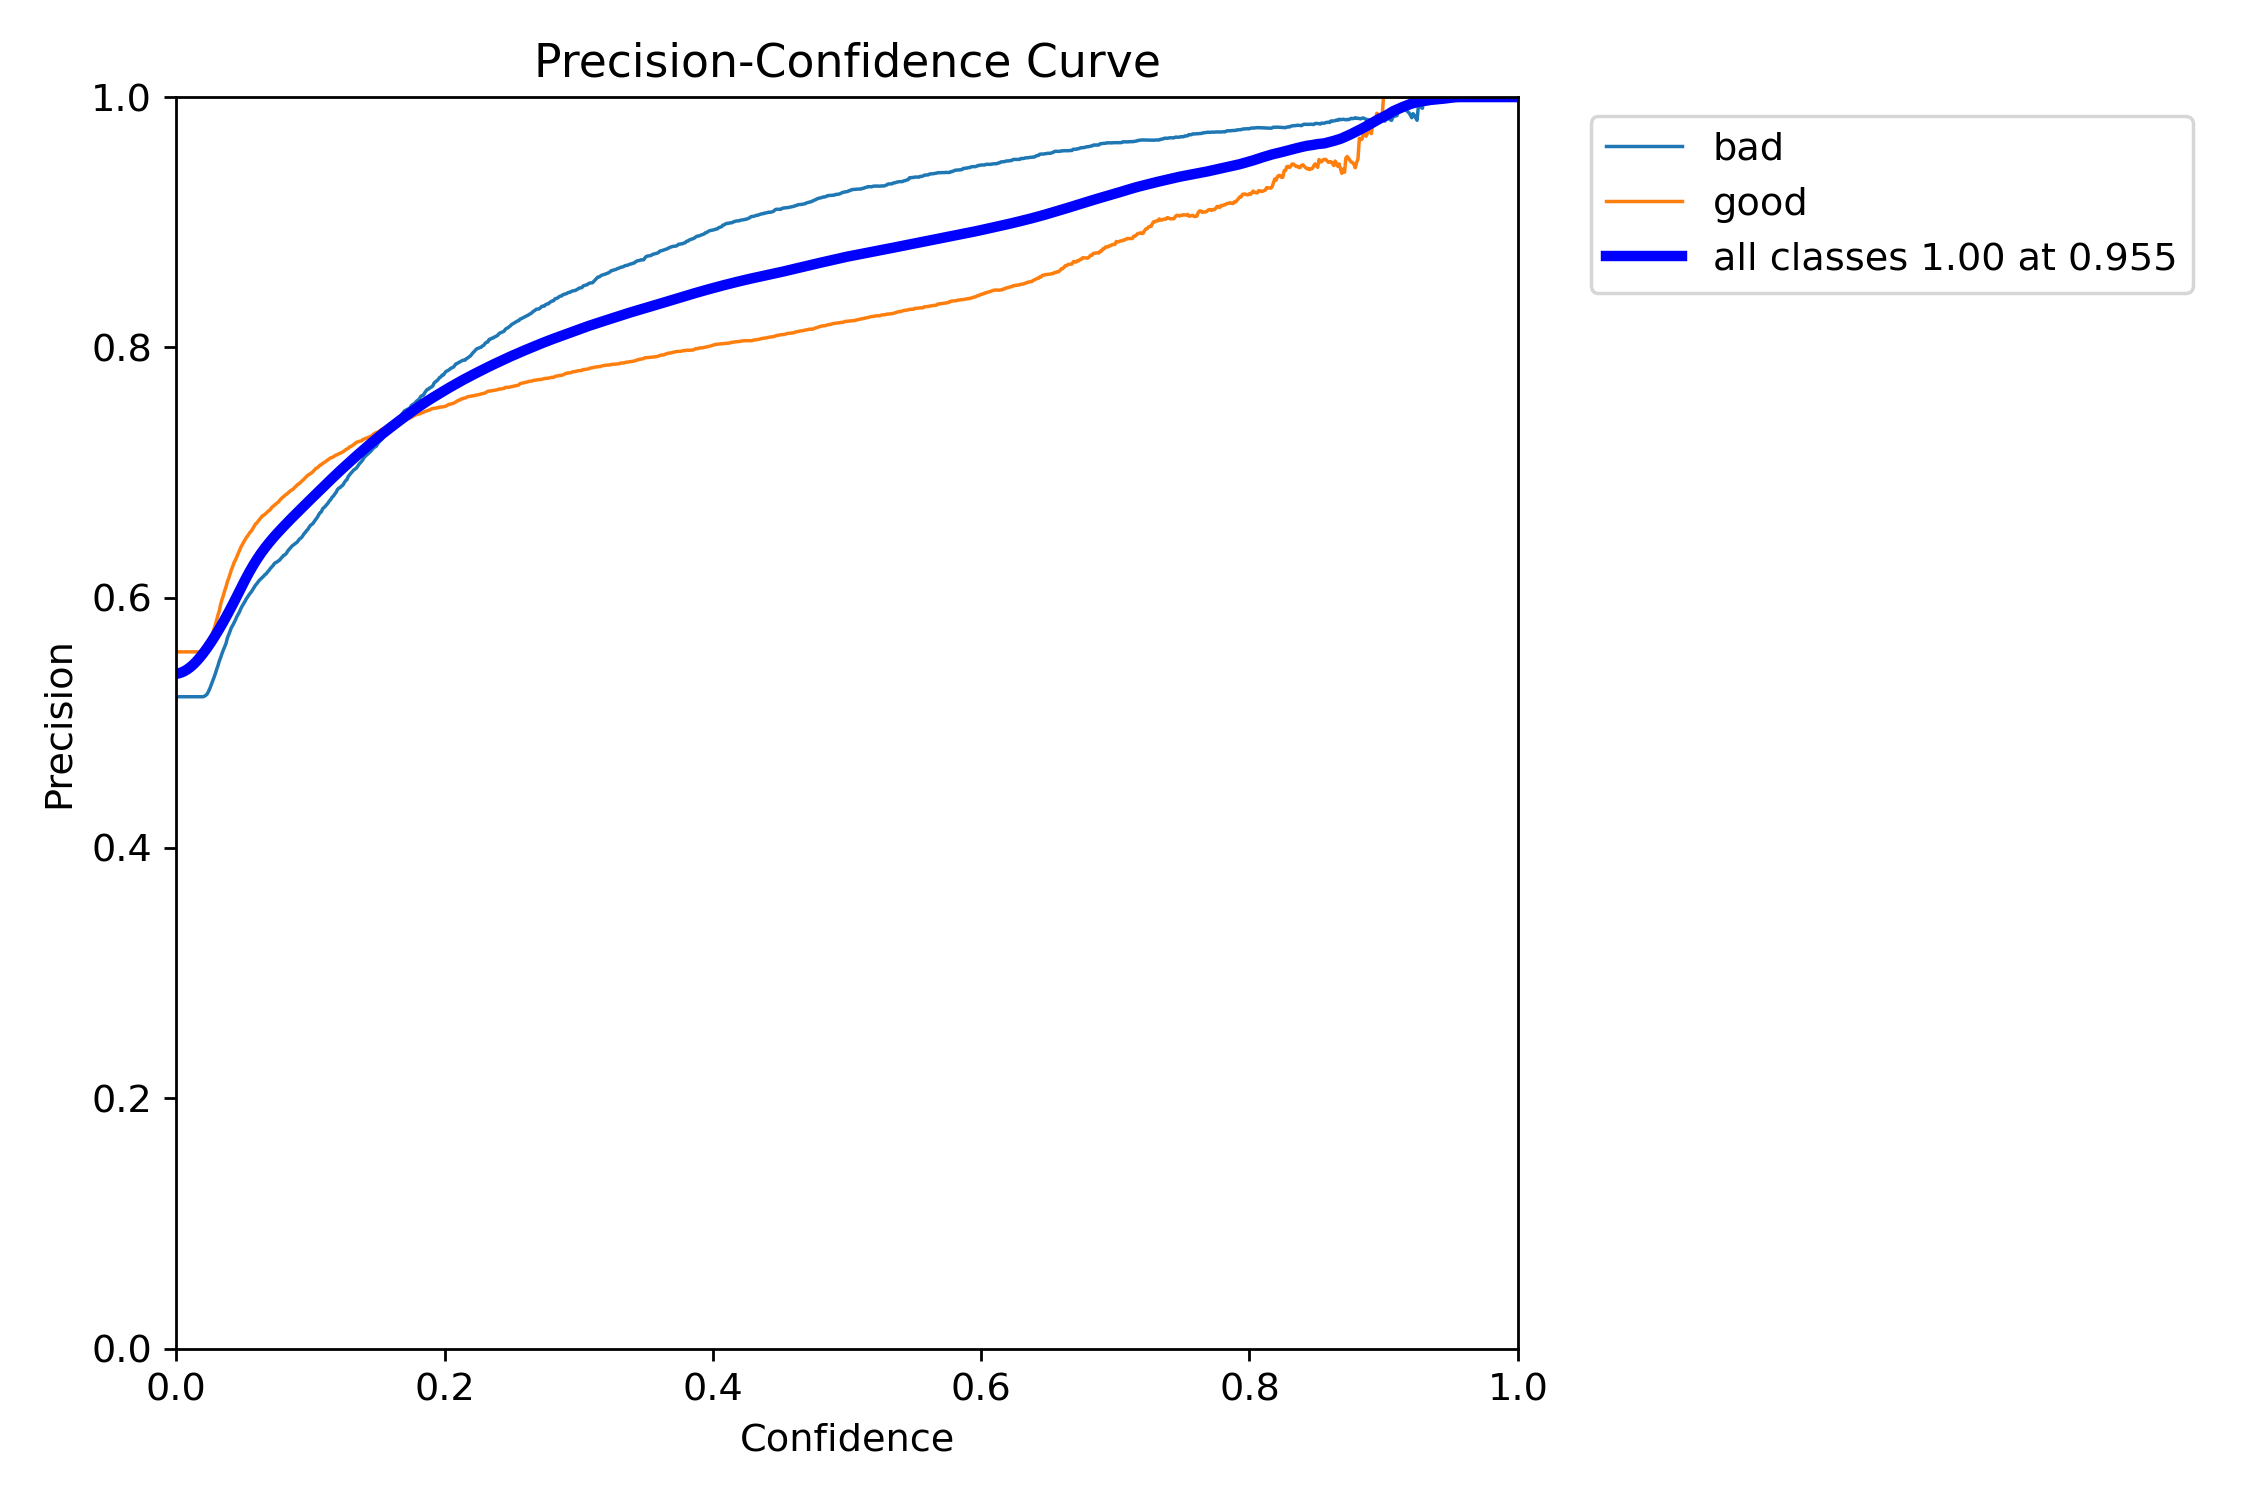 Precision-Confidence Curve
1.0
0.8
0.6
0.4
0.2
0.0
Precision
0.0 0.2 0.4 0.6 0.8 1.0
Confidence
bad
good
all classes 1.00 at 0.955